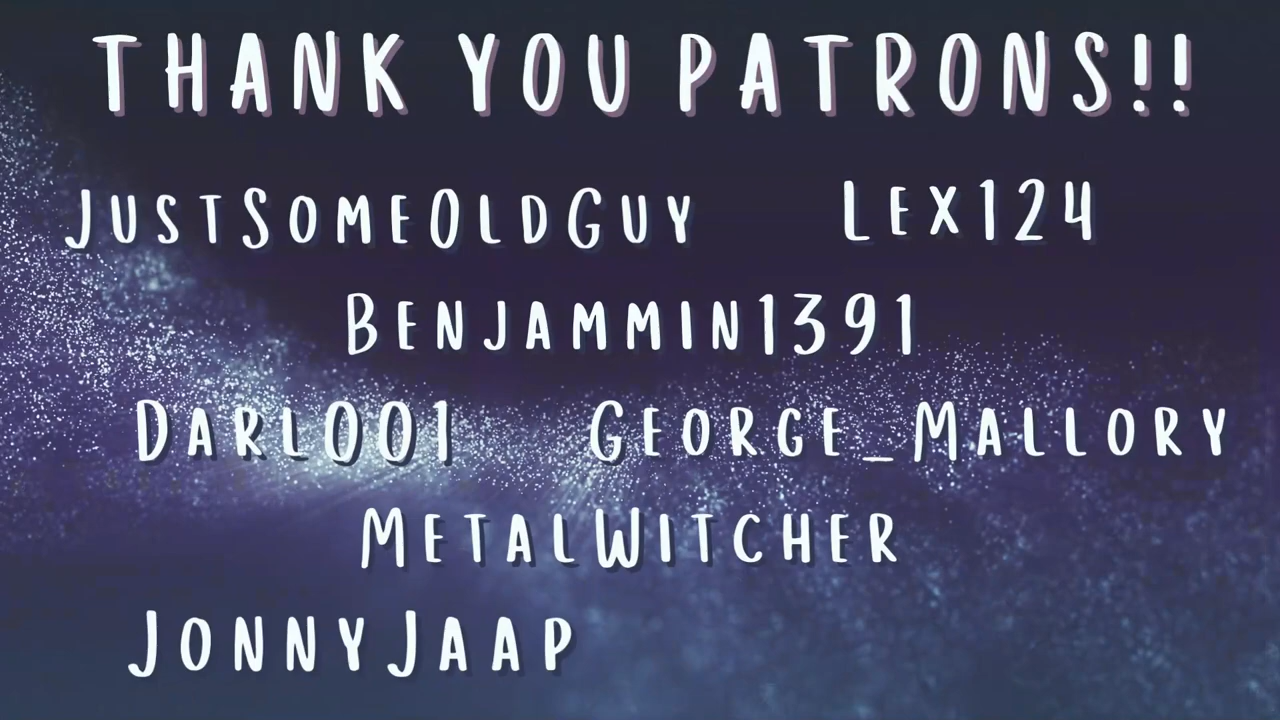 THANK YOU PATRONS!!
JUSTSOMEOLDGUY LEX124
BENJAMMIN1391
DARL001 GEORGE_MALLORY
METALWITCHER
JONNYJAAP